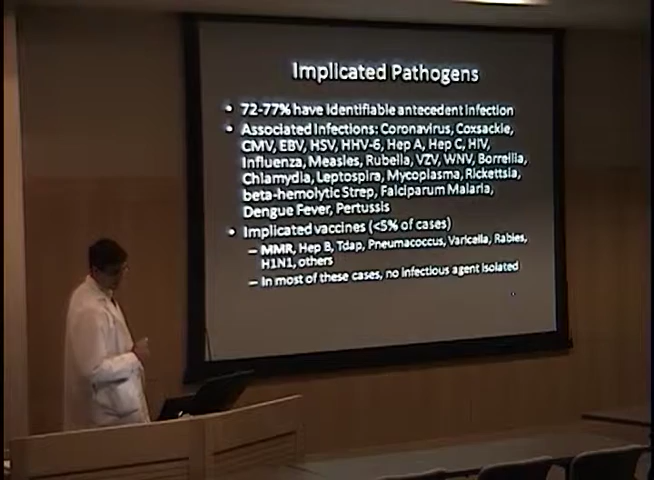 Implicated Pathogens
• 72-77% have identifiable antecedent infection
• Associated Infections: Coronavirus, Coxsackie,
CMV, EBV, HSV, HHV-6, Hep A, Hep C, HIV,
Influenza, Measles, Rubella, VZV, WNV, Borrellia,
Chlamydia, Leptospira, Mycoplasma, Rickettsia,
beta-hemolytic Strep, Falciparum Malaria,
Dengue Fever, Pertussis
• Implicated vaccines (<5% of cases)
– MMR, Hep B, Tdap, Pneumacoccus, Varicella, Rabies,
H1N1, others
– In most of these cases, no infectious agent isolated